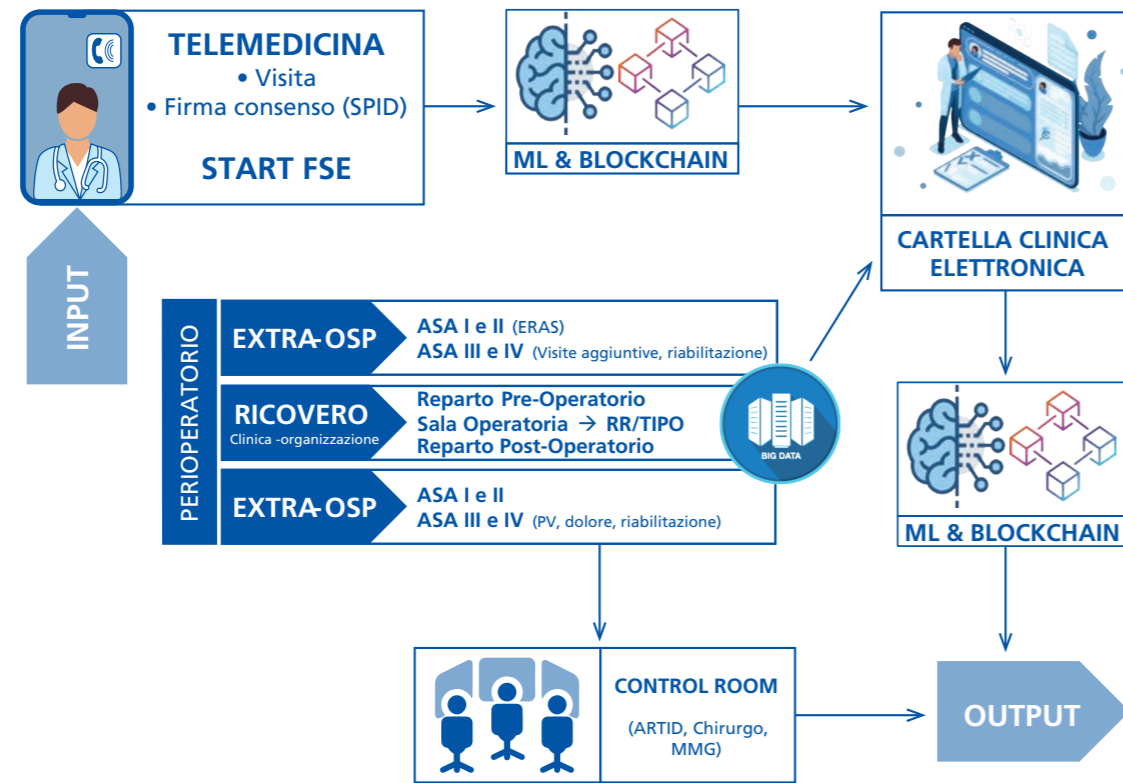 TELEMEDICINA
• Visita
• Firma consenso (SPID)
START FSE
ML & BLOCKCHAIN
CARTELLA CLINICA
ELETTRONICA
INPUT
PERIOPERATORIO
EXTRA-OSP
ASA I e II (ERAS)
ASA III e IV (Visite aggiuntive, riabilitazione)
RICOVERO
Clinica -organizzazione
Reparto Pre-Operatorio
Sala Operatoria → RR/TIPO
Reparto Post-Operatorio
EXTRA-OSP
ASA I e II
ASA III e IV (PV, dolore, riabilitazione)
BIG DATA
ML & BLOCKCHAIN
CONTROL ROOM
(ARTID, Chirurgo,
MMG)
OUTPUT